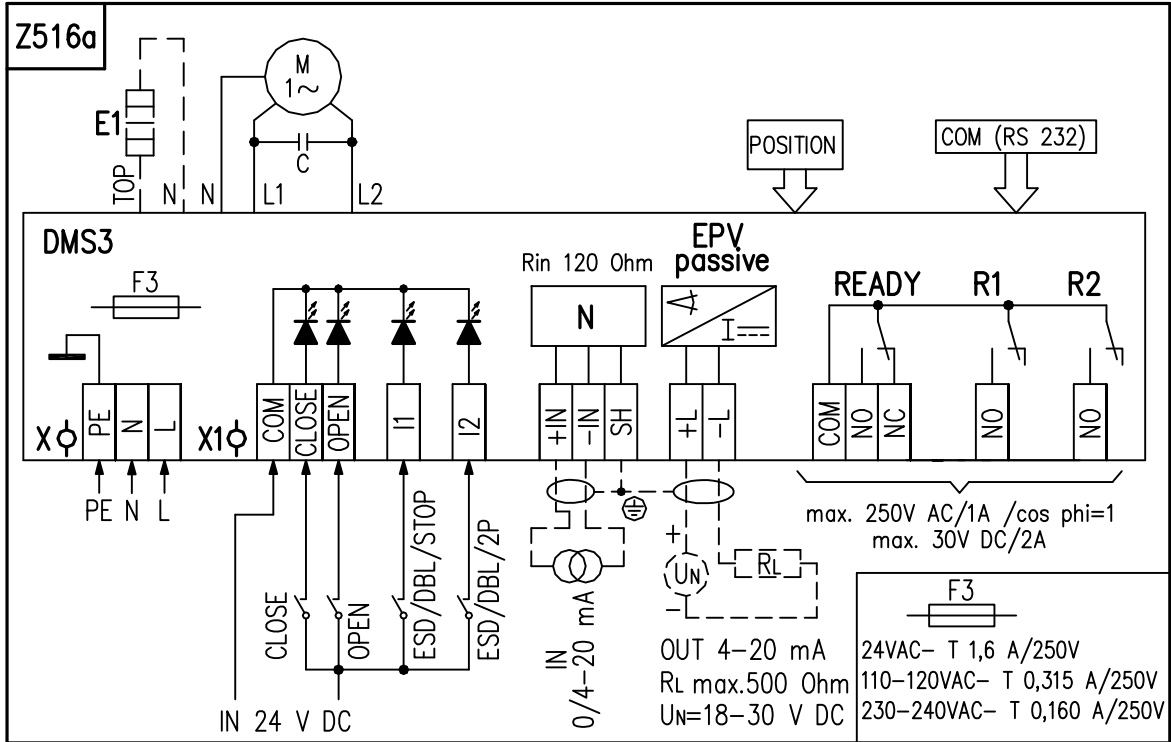 Z516a
M
1~
E1
C
TOP
N
N
L1
L2
POSITION
COM (RS 232)
DMS3
F3
Rin 120 Ohm
N
EPV
passive
I
READY
R1
R2
X
PE
N
L
X1
COM
CLOSE
OPEN
I1
I2
+IN
-IN
SH
+L
-L
COM
NO
NC
NO
NO
PE N L
CLOSE
OPEN
ESD/DBL/STOP
ESD/DBL/2P
IN 24 V DC
IN
0/4-20 mA
+
UN
-
RL
OUT 4-20 mA
RL max.500 Ohm
UN=18-30 V DC
max. 250V AC/1A /cos phi=1
max. 30V DC/2A
F3
24VAC- T 1,6 A/250V
110-120VAC- T 0,315 A/250V
230-240VAC- T 0,160 A/250V